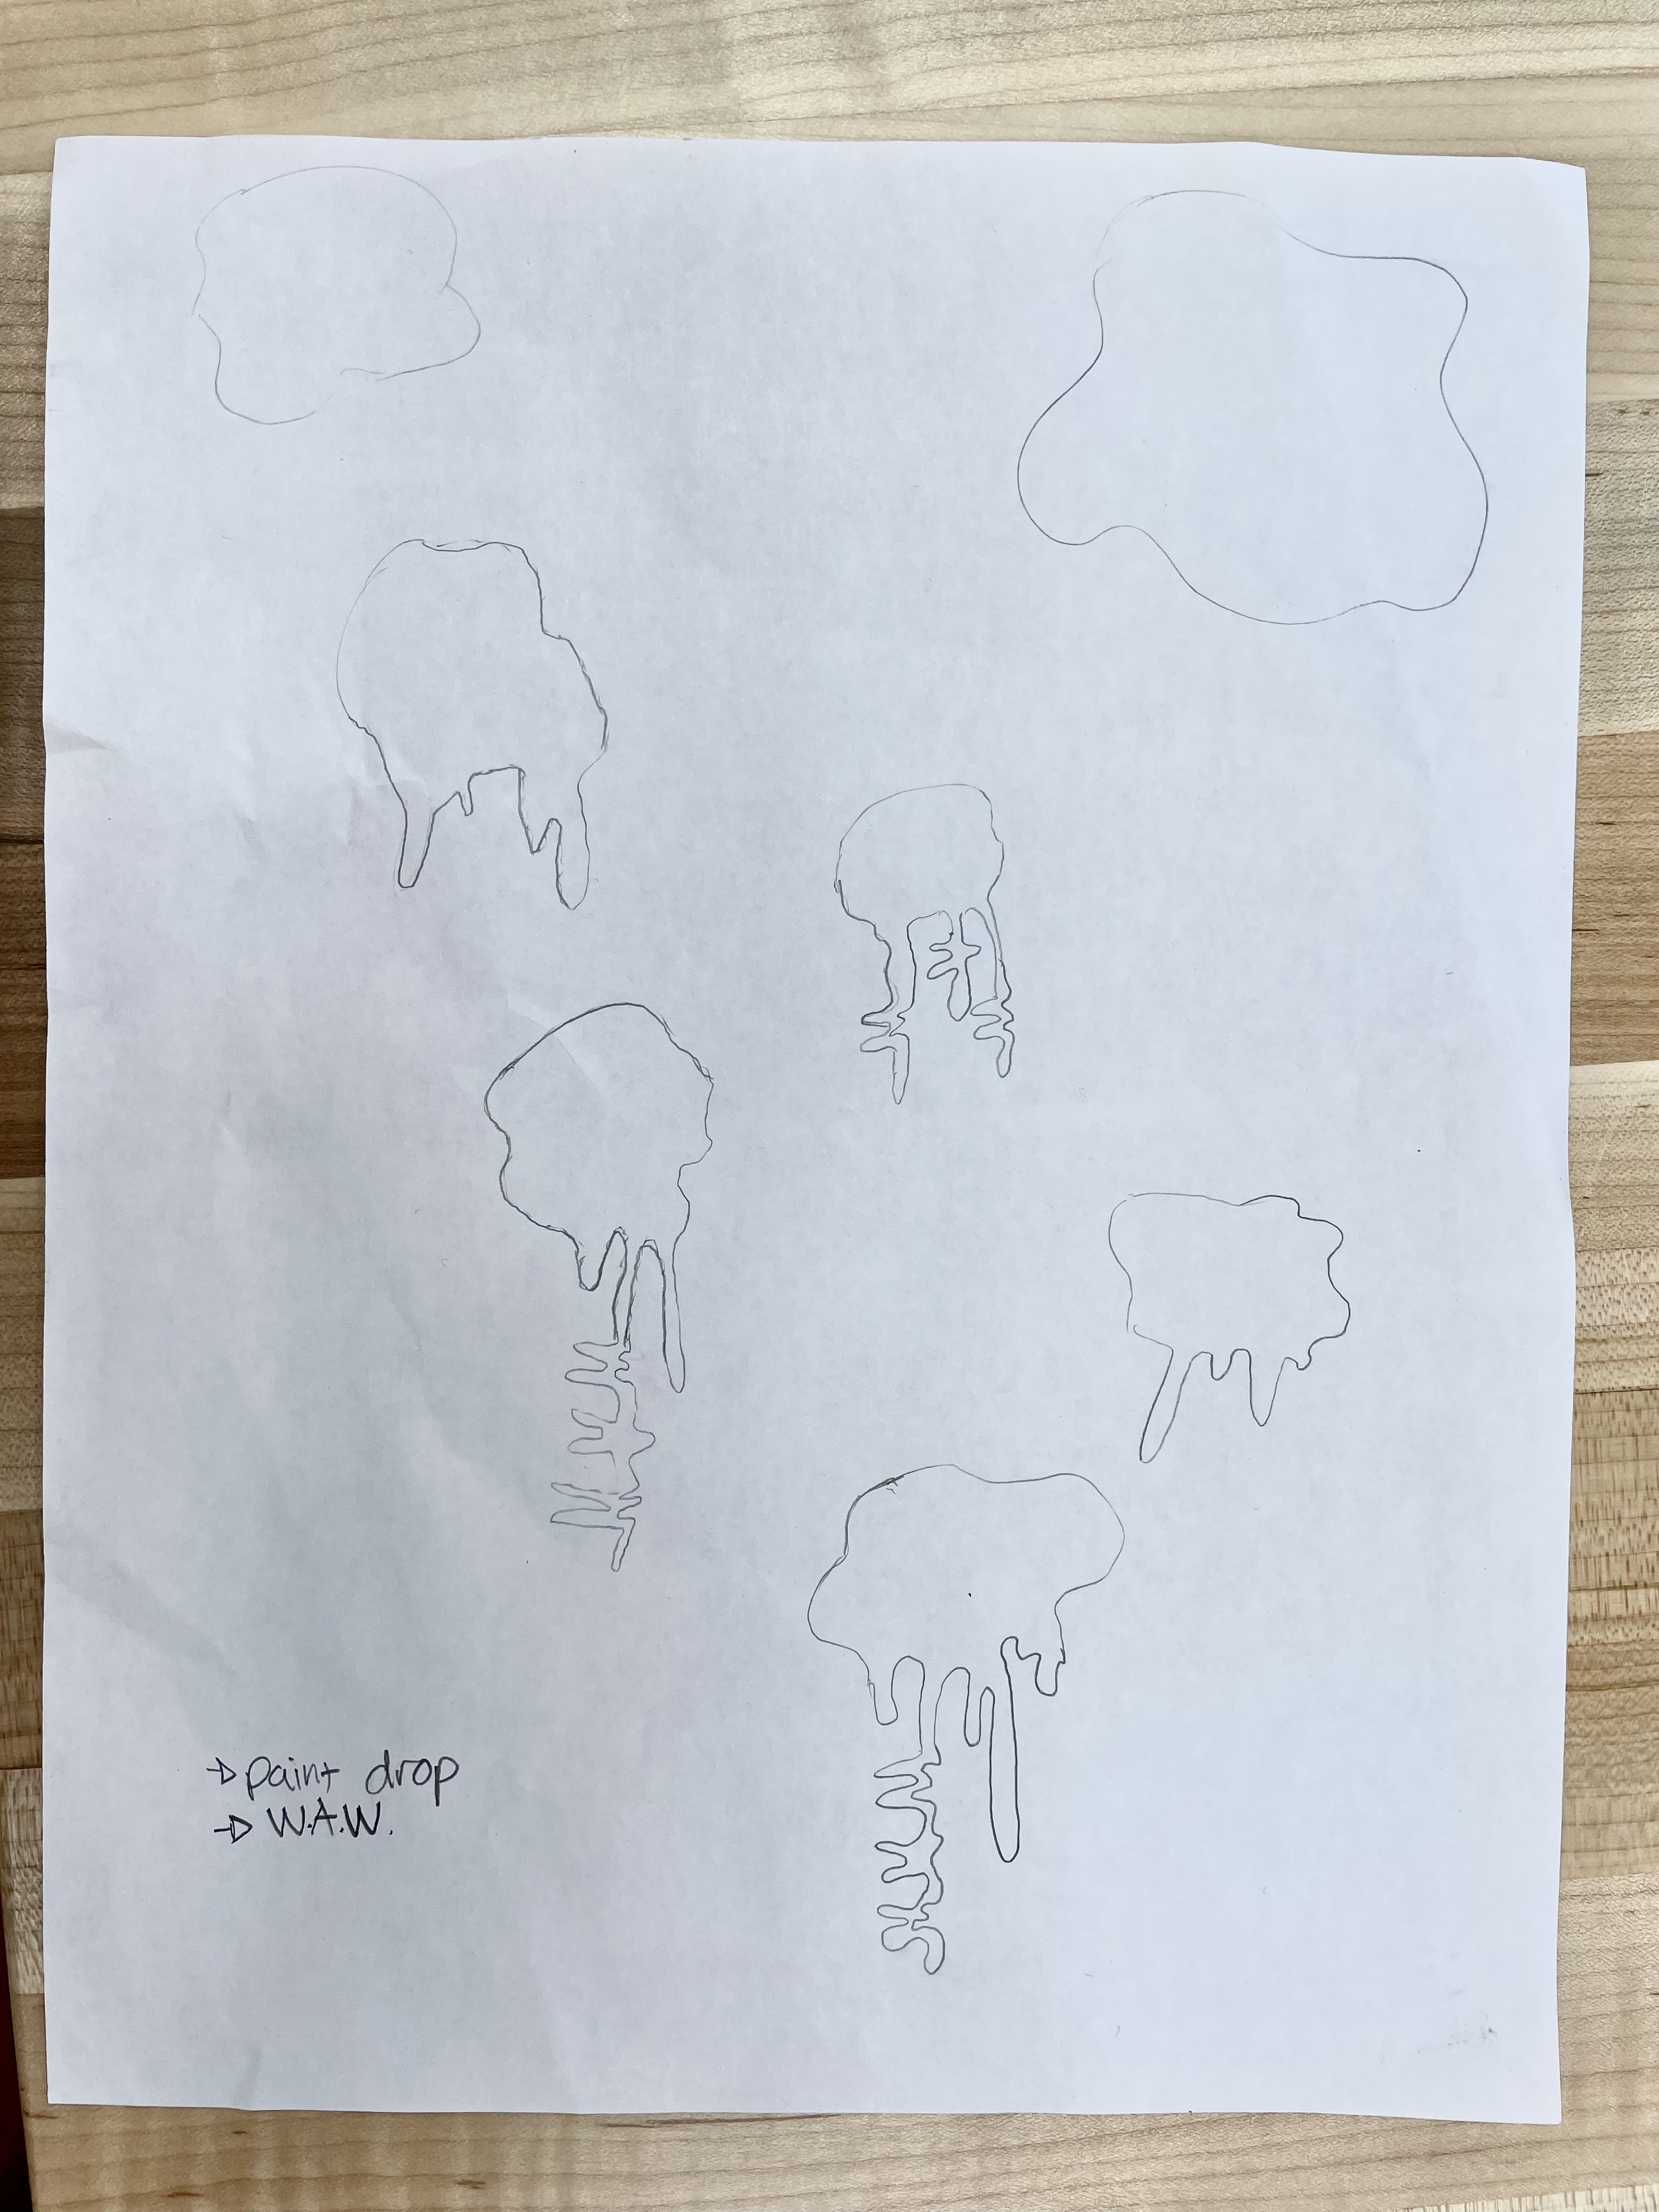 → paint drop
→ W.A.W.